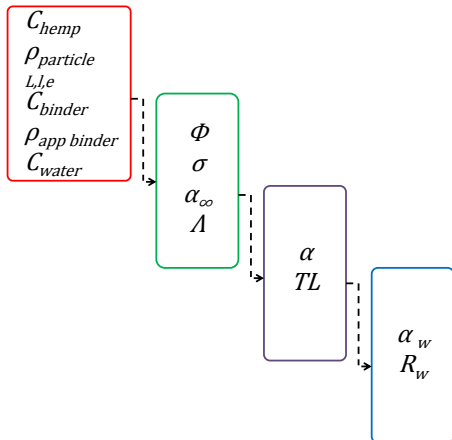 C_hemp
ρ_particle
L,l,e
C_binder
ρ_app binder
C_water
Φ
σ
α_∞
Λ
α
TL
α_w
R_w